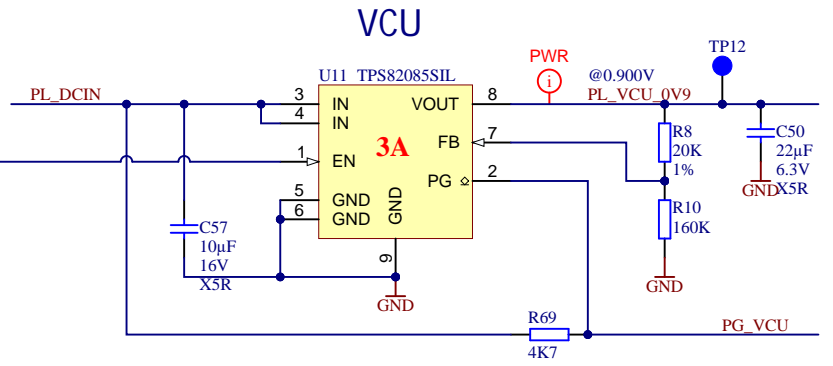 VCU
TP12
PWR
i
U11 TPS82085SIL
@0.900V
PL_DCIN
3 IN VOUT 8
PL_VCU_0V9
4 IN
FB 7
R8
20K
1%
C50
22µF
6.3V
X5R
GND
3A
1 EN
PG 2
5 GND
6 GND
GND
9
R10
160K
GND
C57
10µF
16V
X5R
GND
R69
4K7
PG_VCU